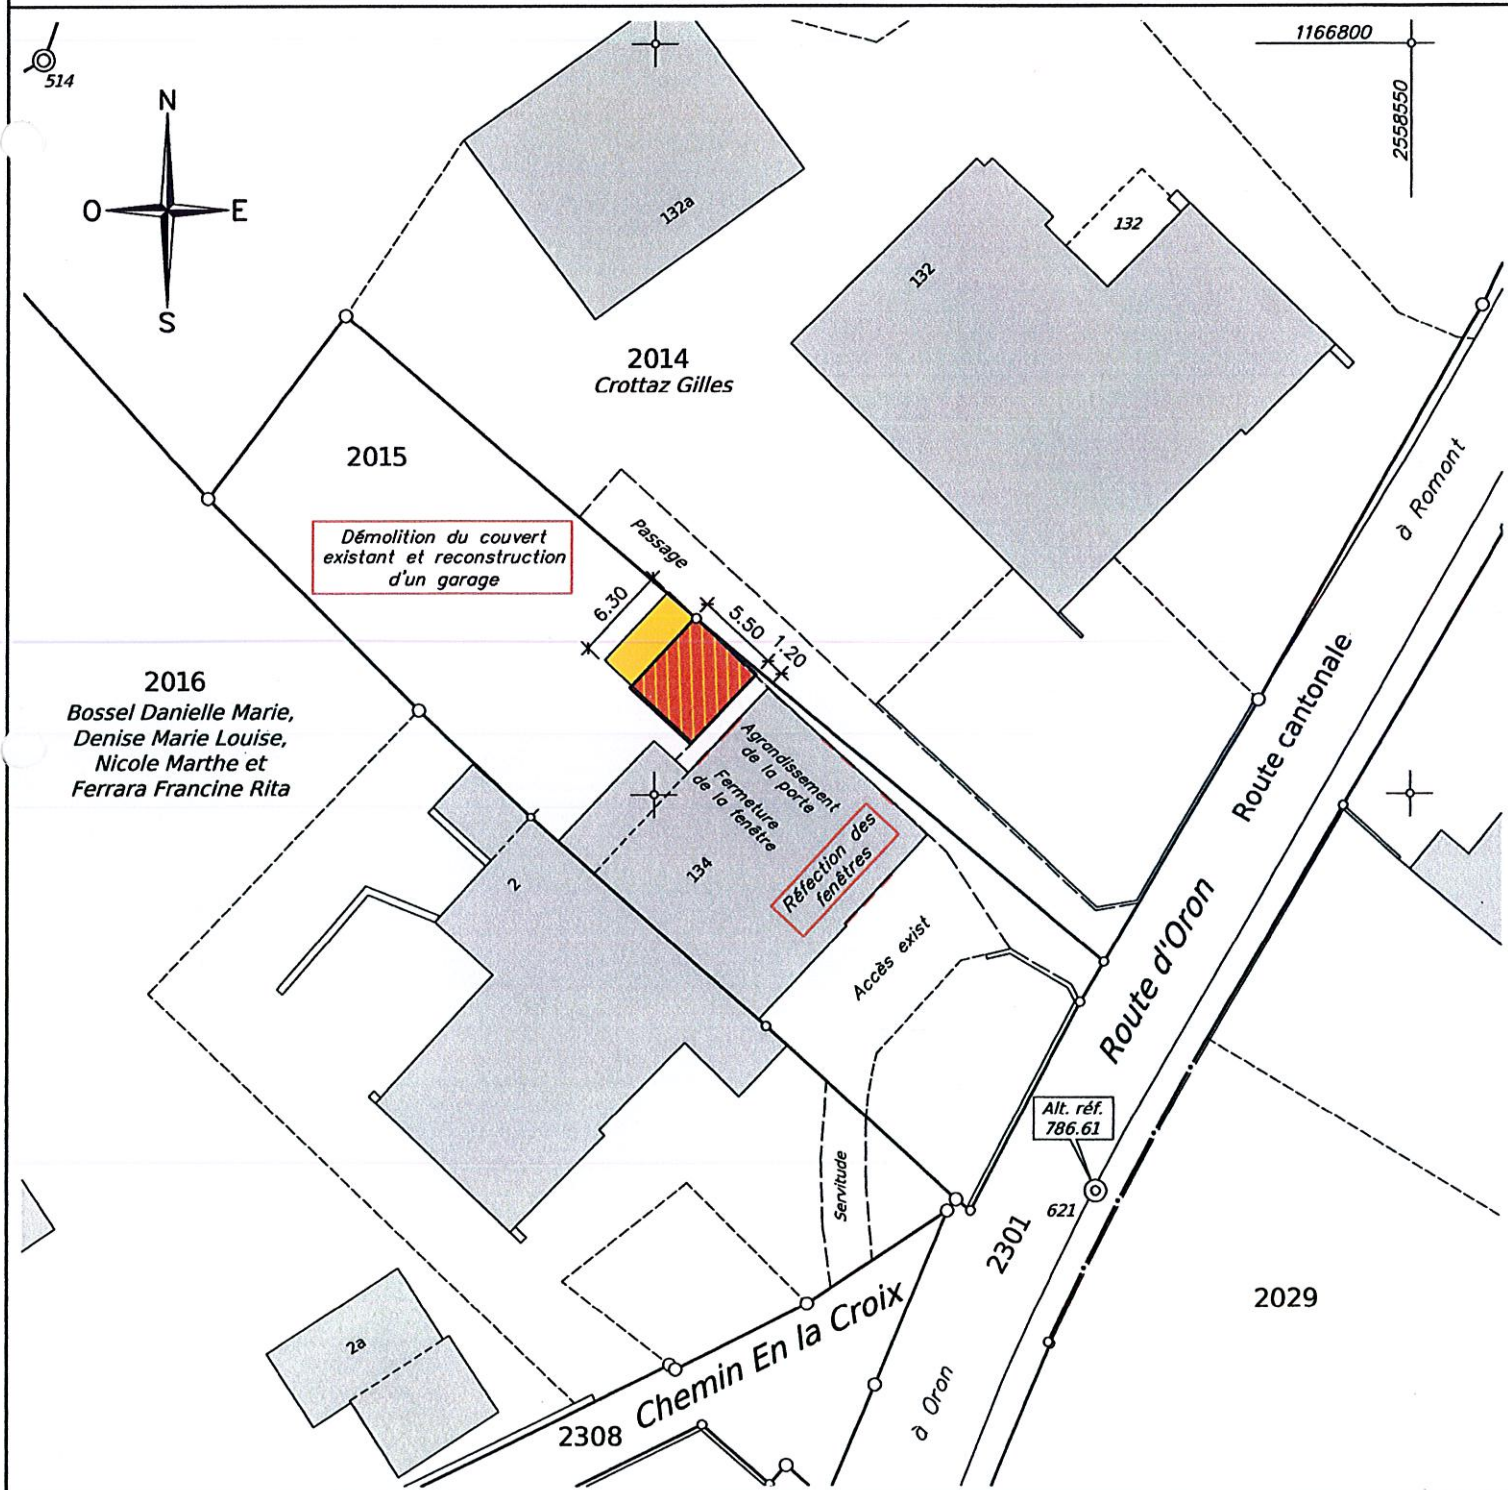 514
1166800
2558550
N
O
E
S
132a
132
132
2014
Crottaz Gilles
2015
Démolition du couvert
existant et reconstruction
d'un garage
Passage
6.30
5.50
1.20
à Romont
Route cantonale
Route d'Oron
2016
Bossel Danielle Marie,
Denise Marie Louise,
Nicole Marthe et
Ferrara Francine Rita
Agrandissement
de la porte
Fermeture
de la fenêtre
Réfection des
fenêtres
134
2
Accès exist
Servitude
Alt. réf.
786.61
621
2301
2029
2a
Chemin En la Croix
2308
à Oron